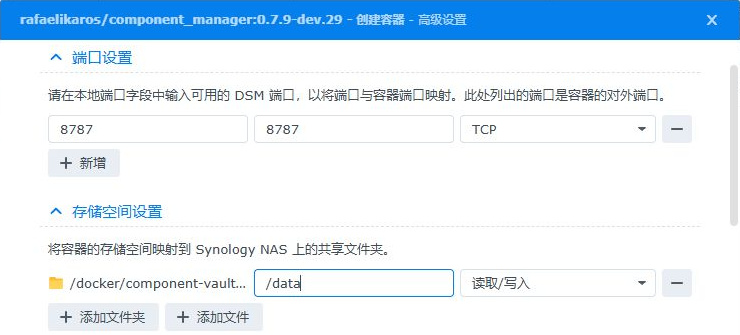 rafaelikaros/component_manager:0.7.9-dev.29 - 创建容器 - 高级设置
端口设置
请在本地端口字段中输入可用的 DSM 端口，以将端口与容器端口映射。此处列出的端口是容器的对外端口。
8787 8787 TCP
新增
存储空间设置
将容器的存储空间映射到 Synology NAS 上的共享文件夹。
/docker/component-vault... /data 读取/写入
添加文件夹 添加文件